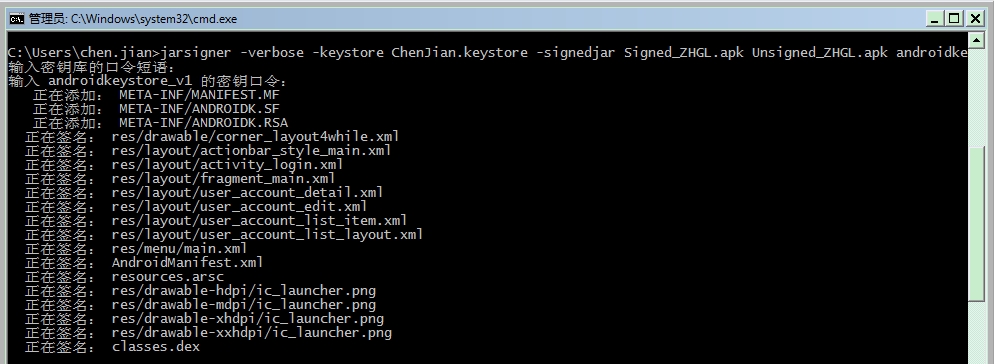 管理员: C:\Windows\system32\cmd.exe
C:\Users\chen.jian>jarsigner -verbose -keystore ChenJian.keystore -signedjar Signed_ZHGL.apk Unsigned_ZHGL.apk androidke
输入密钥库的口令短语：
输入 androidkeystore_v1 的密钥口令：
正在添加： META-INF/MANIFEST.MF
正在添加： META-INF/ANDROIDK.SF
正在添加： META-INF/ANDROIDK.RSA
正在签名： res/drawable/corner_layout4while.xml
正在签名： res/layout/actionbar_style_main.xml
正在签名： res/layout/activity_login.xml
正在签名： res/layout/fragment_main.xml
正在签名： res/layout/user_account_detail.xml
正在签名： res/layout/user_account_edit.xml
正在签名： res/layout/user_account_list_item.xml
正在签名： res/layout/user_account_list_layout.xml
正在签名： res/menu/main.xml
正在签名： AndroidManifest.xml
正在签名： resources.arsc
正在签名： res/drawable-hdpi/ic_launcher.png
正在签名： res/drawable-mdpi/ic_launcher.png
正在签名： res/drawable-xhdpi/ic_launcher.png
正在签名： res/drawable-xxhdpi/ic_launcher.png
正在签名： classes.dex